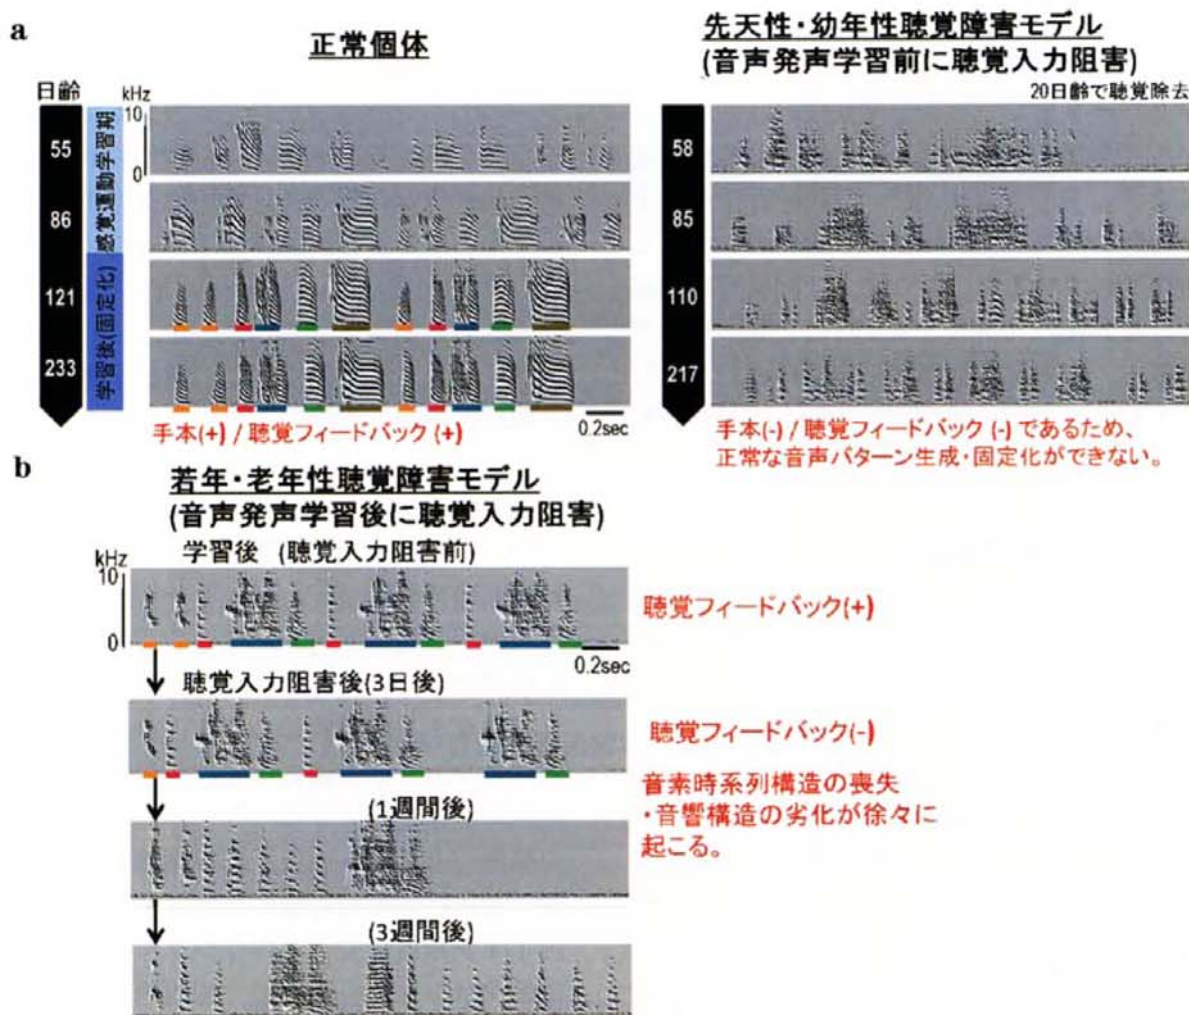 a
正常個体
日齢
kHz
10
0
感覚運動学習期
学習後(固定化)
55
86
121
233
手本(+) / 聴覚フィードバック (+)
0.2sec
先天性・幼年性聴覚障害モデル
(音声発声学習前に聴覚入力阻害)
20日齢で聴覚除去
58
85
110
217
手本(-) / 聴覚フィードバック (-) であるため、
正常な音声パターン生成・固定化ができない。
b
若年・老年性聴覚障害モデル
(音声発声学習後に聴覚入力阻害)
学習後 (聴覚入力阻害前)
kHz
10
0
聴覚フィードバック(+)
0.2sec
聴覚入力阻害後(3日後)
聴覚フィードバック(-)
音素時系列構造の喪失
・音響構造の劣化が徐々に
起こる。
(1週間後)
(3週間後)